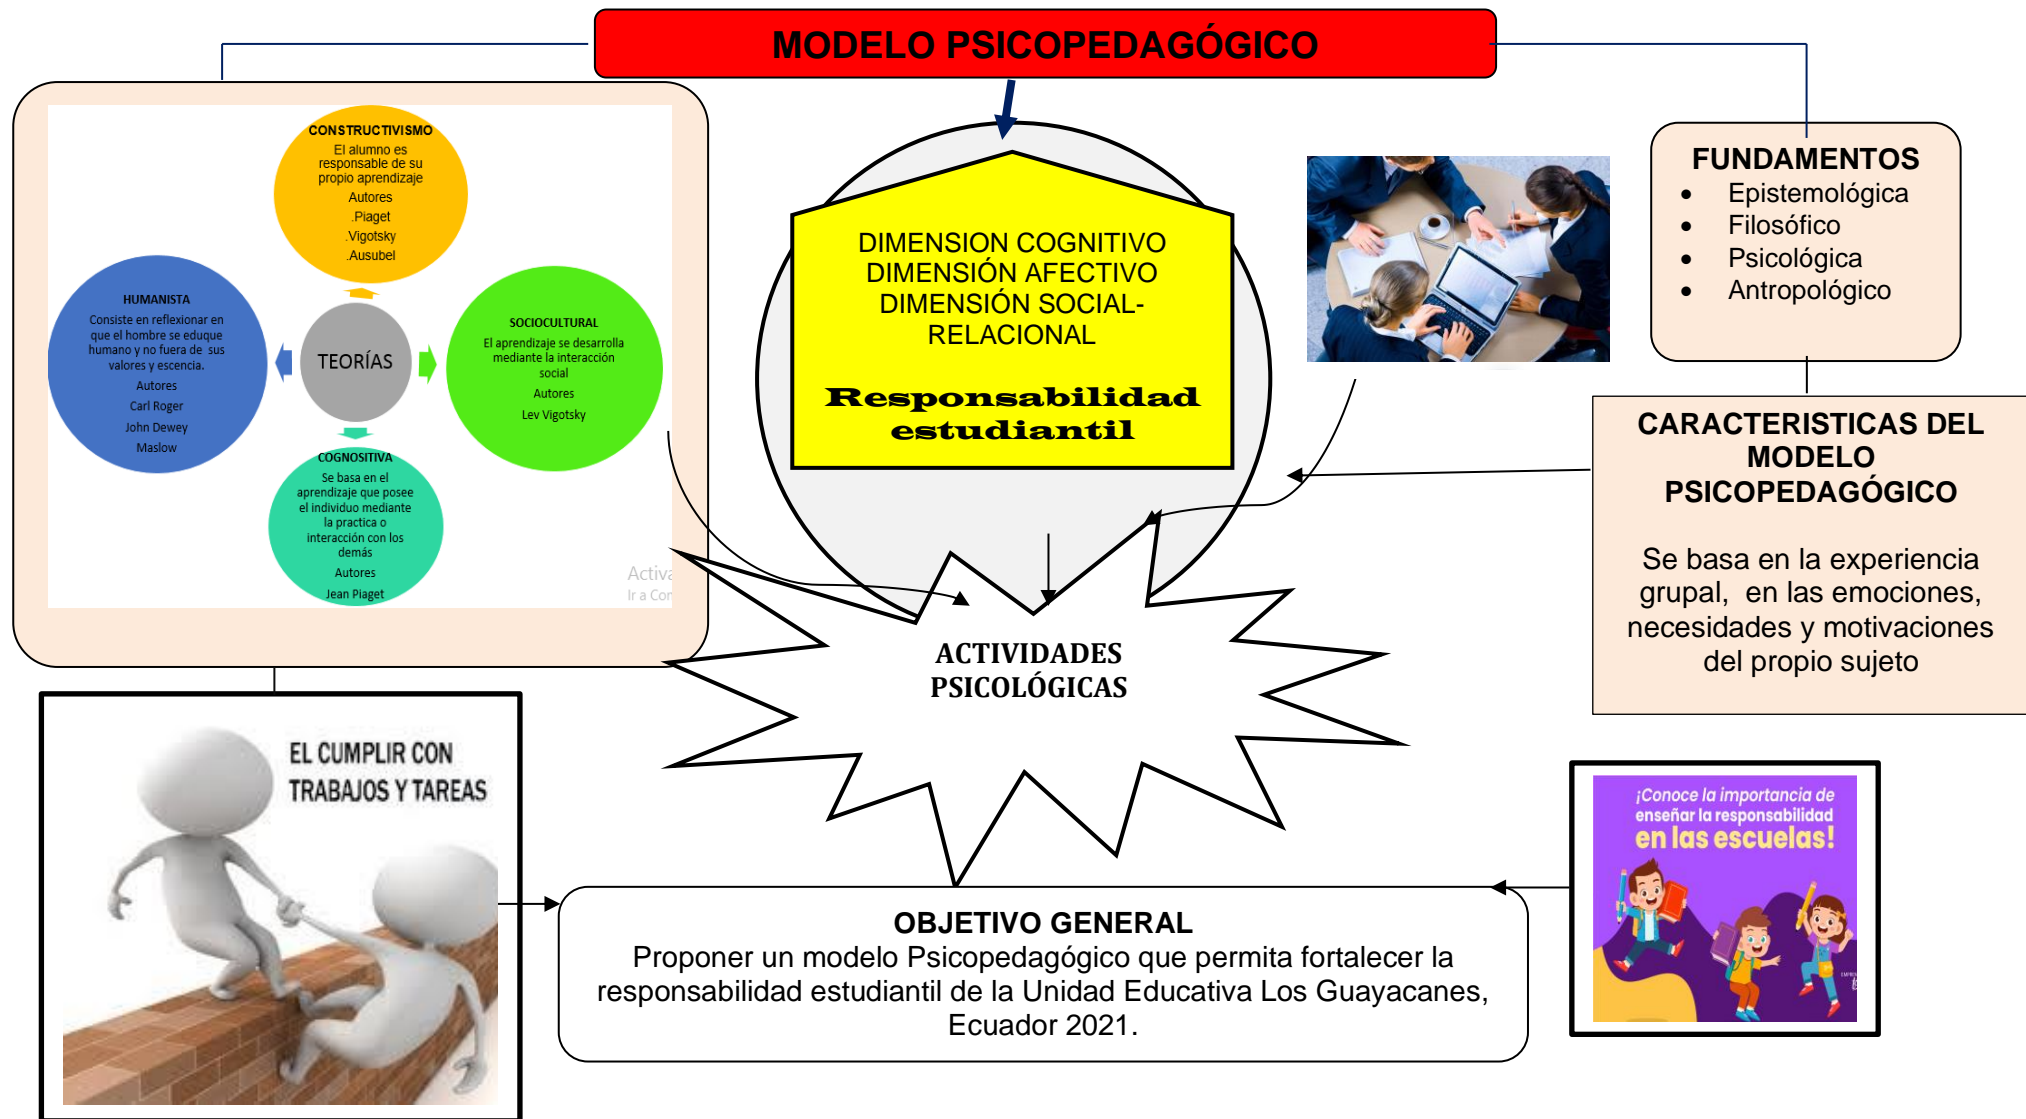 MODELO PSICOPEDAGÓGICO
CONSTRUCTIVISMO
El alumno es
responsable de su
propio aprendizaje
Autores
.Piaget
.Vigotsky
.Ausubel
HUMANISTA
Consiste en reflexionar en
que el hombre se eduque
humano y no fuera de sus
valores y escencia.
Autores
Carl Roger
John Dewey
Maslow
TEORÍAS
SOCIOCULTURAL
El aprendizaje se desarrolla
mediante la interacción
social
Autores
Lev Vigotsky
COGNOSITIVA
Se basa en el
aprendizaje que posee
el individuo mediante
la practica o
interacción con los
demás
Autores
Jean Piaget
Activa
Ir a Con
DIMENSION COGNITIVO
DIMENSIÓN AFECTIVO
DIMENSIÓN SOCIAL-
RELACIONAL
Responsabilidad
estudiantil
FUNDAMENTOS
• Epistemológica
• Filosófico
• Psicológica
• Antropológico
CARACTERISTICAS DEL
MODELO
PSICOPEDAGÓGICO
Se basa en la experiencia
grupal, en las emociones,
necesidades y motivaciones
del propio sujeto
ACTIVIDADES
PSICOLÓGICAS
EL CUMPLIR CON
TRABAJOS Y TAREAS
¡Conoce la importancia de
enseñar la responsabilidad
en las escuelas!
OBJETIVO GENERAL
Proponer un modelo Psicopedagógico que permita fortalecer la
responsabilidad estudiantil de la Unidad Educativa Los Guayacanes,
Ecuador 2021.